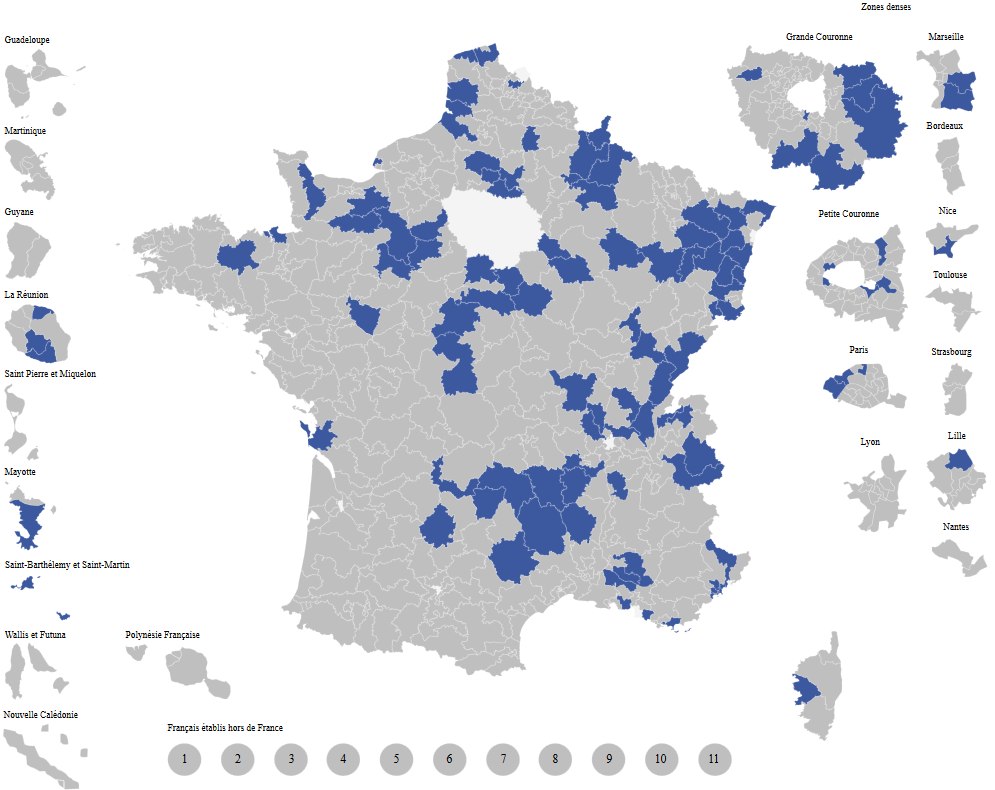 Zones denses
Guadeloupe
Grande Couronne
Marseille
Martinique
Bordeaux
Guyane
Petite Couronne
Nice
Toulouse
La Réunion
Saint Pierre et Miquelon
Paris
Strasbourg
Lyon
Lille
Mayotte
Nantes
Saint-Barthélemy et Saint-Martin
Wallis et Futuna
Polynésie Française
Nouvelle Calédonie
Français établis hors de France
1 2 3 4 5 6 7 8 9 10 11